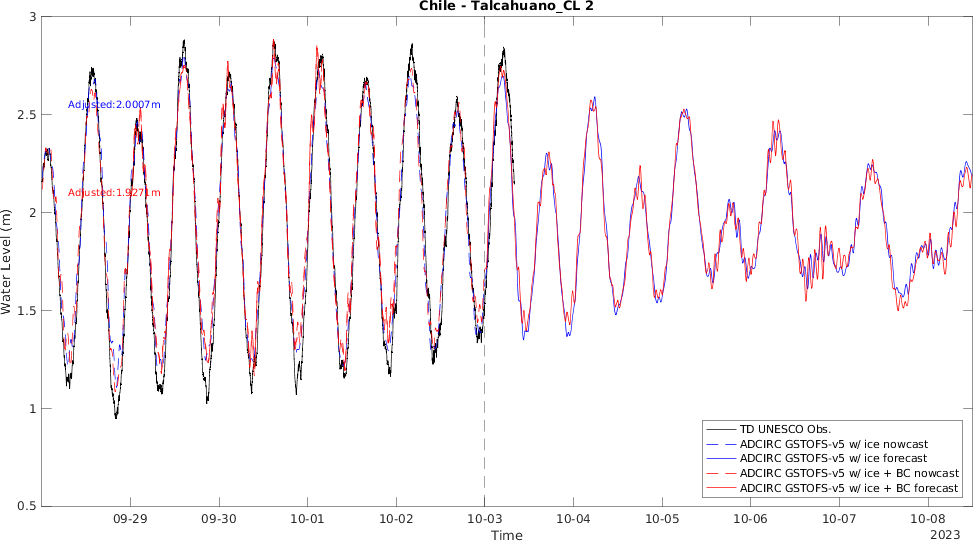 Chile - Talcahuano_CL 2
3
2.5
2
1.5
1
0.5
Water Level (m)
Adjusted:2.0007m
Adjusted:1.9271m
TD UNESCO Obs.
ADCIRC GSTOFS-v5 w/ ice nowcast
ADCIRC GSTOFS-v5 w/ ice forecast
ADCIRC GSTOFS-v5 w/ ice + BC nowcast
ADCIRC GSTOFS-v5 w/ ice + BC forecast
09-29 09-30 10-01 10-02 10-03 10-04 10-05 10-06 10-07 10-08
Time
2023